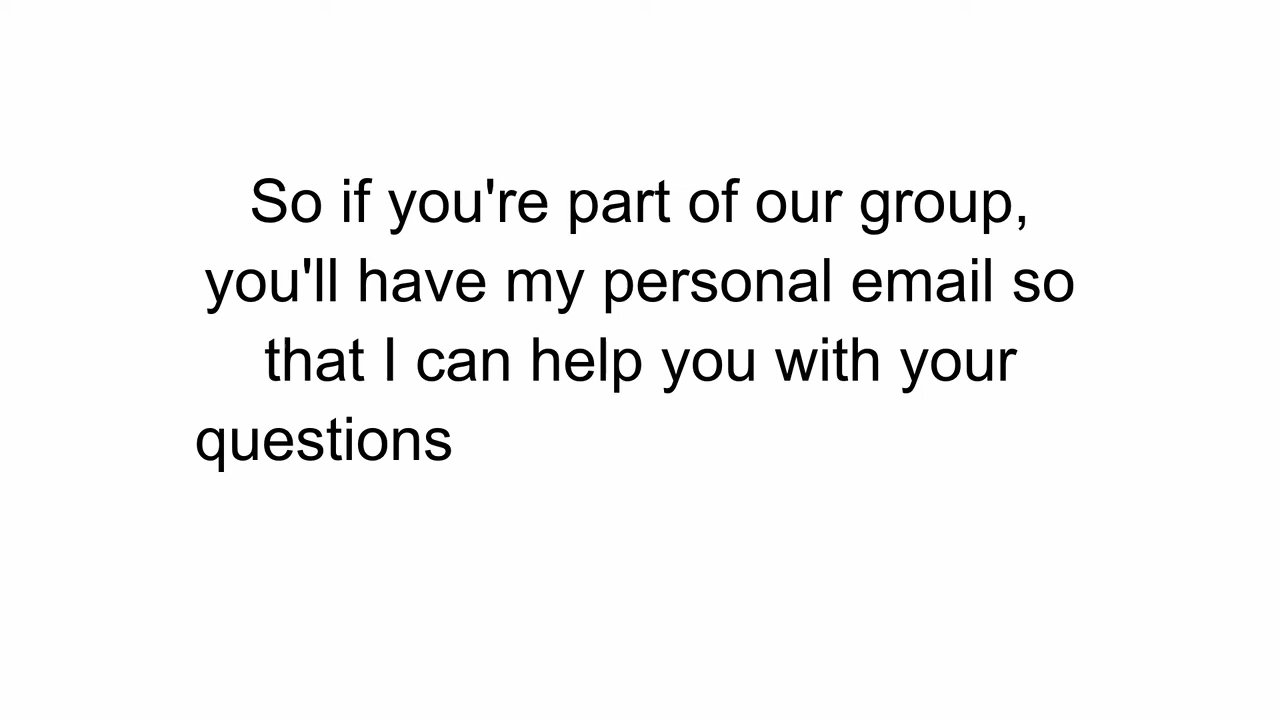 So if you're part of our group,
you'll have my personal email so
that I can help you with your
questions